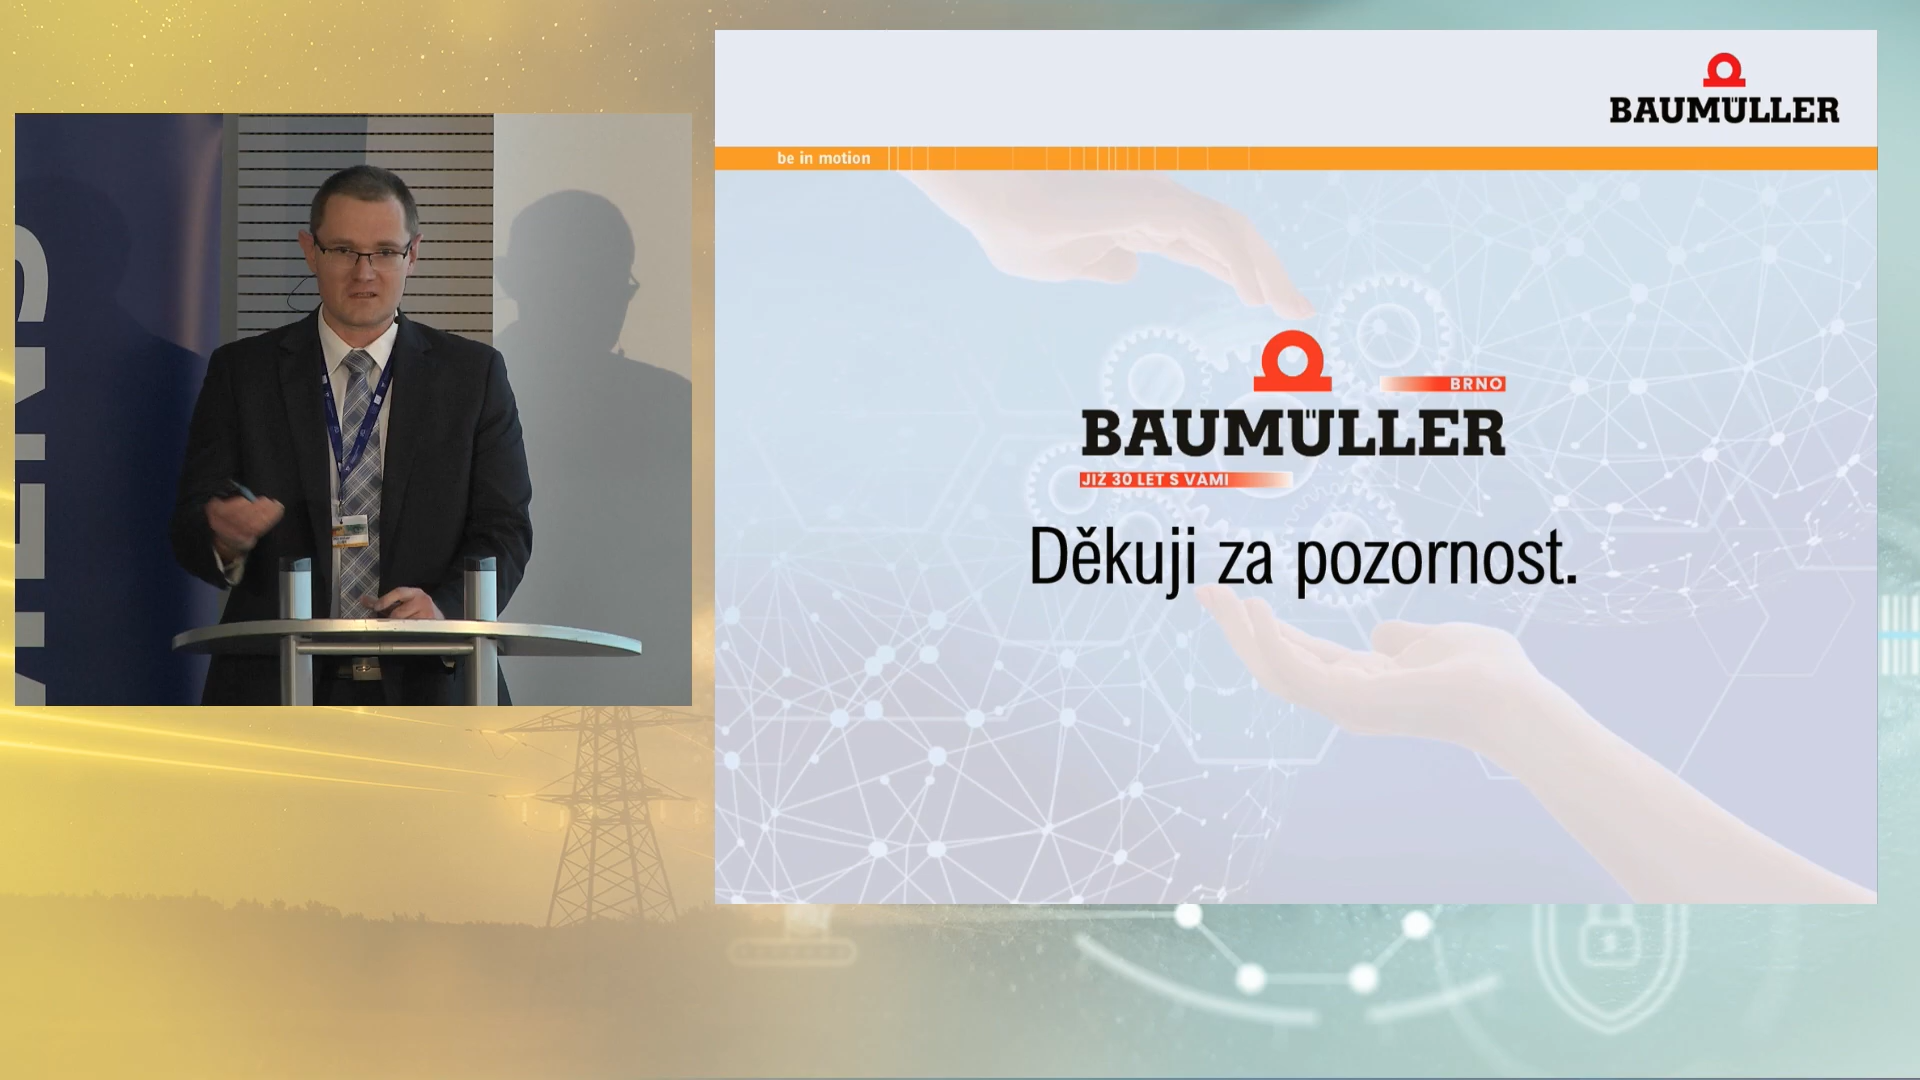 BAUMÜLLER
be in motion
BRNO
BAUMÜLLER
JIŽ 30 LET S VÁMI
Děkuji za pozornost.